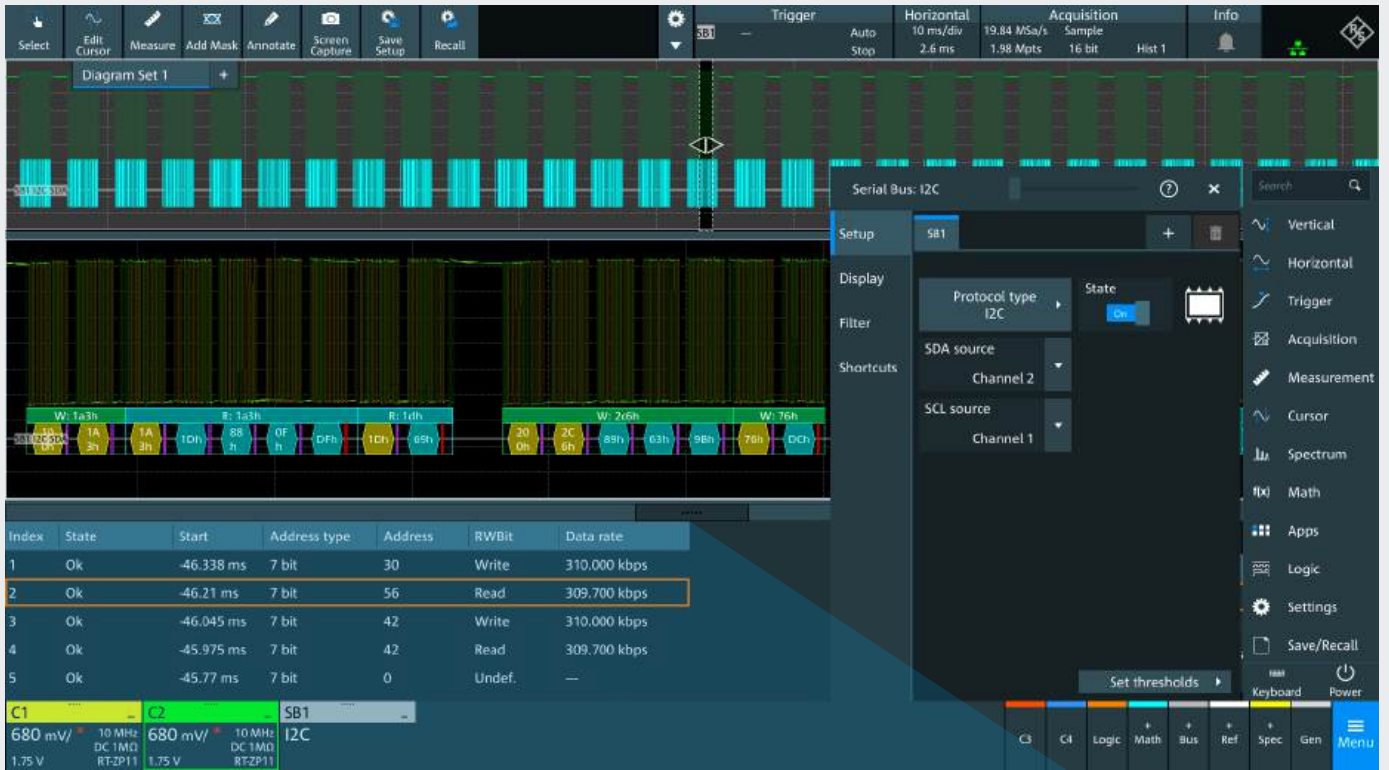 Select
Edit
Cursor
Measure
Add Mask
Annotate
Screen
Capture
Save
Setup
Recall
Trigger
SB1
—
Auto
Stop
Horizontal
10 ms/div
2.6 ms
Acquisition
19.84 MSa/s
Sample
1.98 Mpts
16 bit
Hist 1
Info
R&S
Diagram Set 1
+
SB1 I2C SDA
W: 1a3h
R: 1a3h
R: 1dh
W: 2c6h
W: 76h
SB1 I2C SDA
1A
3h
1A
3h
1Dh
88
h
0F
h
DFh
1Dh
69h
20
0h
2C
6h
89h
63h
9Bh
76h
DCh
Serial Bus: I2C
?
×
Setup
Display
Filter
Shortcuts
SB1
+
Protocol type
I2C
State
On
SDA source
Channel 2
SCL source
Channel 1
Set thresholds
Search
Vertical
Horizontal
Trigger
Acquisition
Measurement
Cursor
Spectrum
f(x) Math
Apps
Logic
Settings
Save/Recall
Keyboard
Power
Index State Start Address type Address RWBit Data rate
1 Ok -46.338 ms 7 bit 30 Write 310.000 kbps
2 Ok -46.21 ms 7 bit 56 Read 309.700 kbps
3 Ok -46.045 ms 7 bit 42 Write 310.000 kbps
4 Ok -45.975 ms 7 bit 42 Read 309.700 kbps
5 Ok -45.77 ms 7 bit 0 Undef. —
C1
680 mV/
10 MHz
DC 1MΩ
1.75 V
RT-ZP11
C2
680 mV/
10 MHz
DC 1MΩ
1.75 V
RT-ZP11
SB1
I2C
C3
C4
Logic
+
Math
+
Bus
+
Ref
+
Spec
Gen
Menu